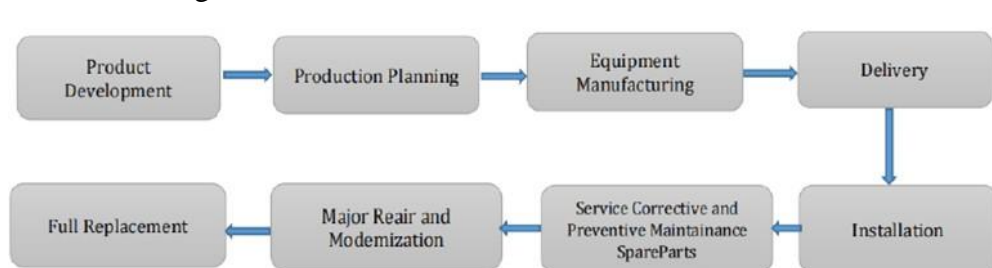 Product
Development
Production Planning
Equipment
Manufacturing
Delivery
Full Replacement
Major Reair and
Modemization
Service Corrective and
Preventive Maintainance
SpareParts
Installation